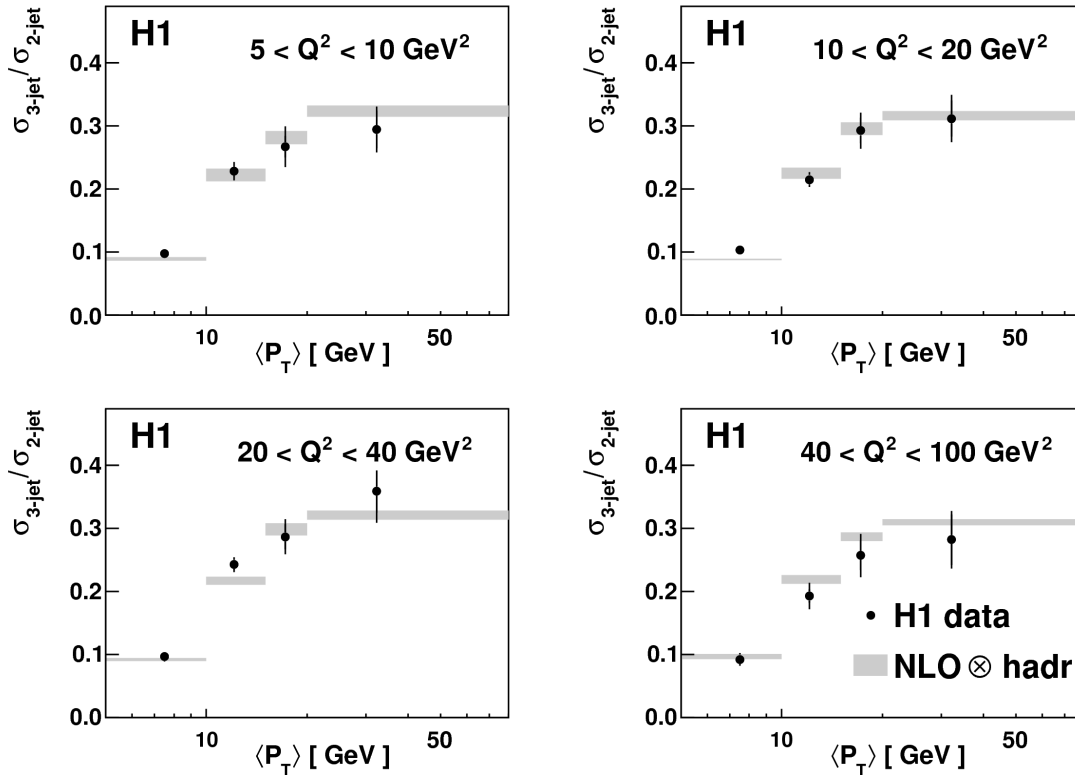 H1
5 < Q² < 10 GeV²
σ3-jet/σ2-jet
0.4
0.3
0.2
0.1
0.0
10
50
⟨PT⟩ [ GeV ]
H1
10 < Q² < 20 GeV²
σ3-jet/σ2-jet
0.4
0.3
0.2
0.1
0.0
10
50
⟨PT⟩ [ GeV ]
H1
20 < Q² < 40 GeV²
σ3-jet/σ2-jet
0.4
0.3
0.2
0.1
0.0
10
50
⟨PT⟩ [ GeV ]
H1
40 < Q² < 100 GeV²
σ3-jet/σ2-jet
0.4
0.3
0.2
0.1
0.0
H1 data
NLO ⊗ hadr
10
50
⟨PT⟩ [ GeV ]